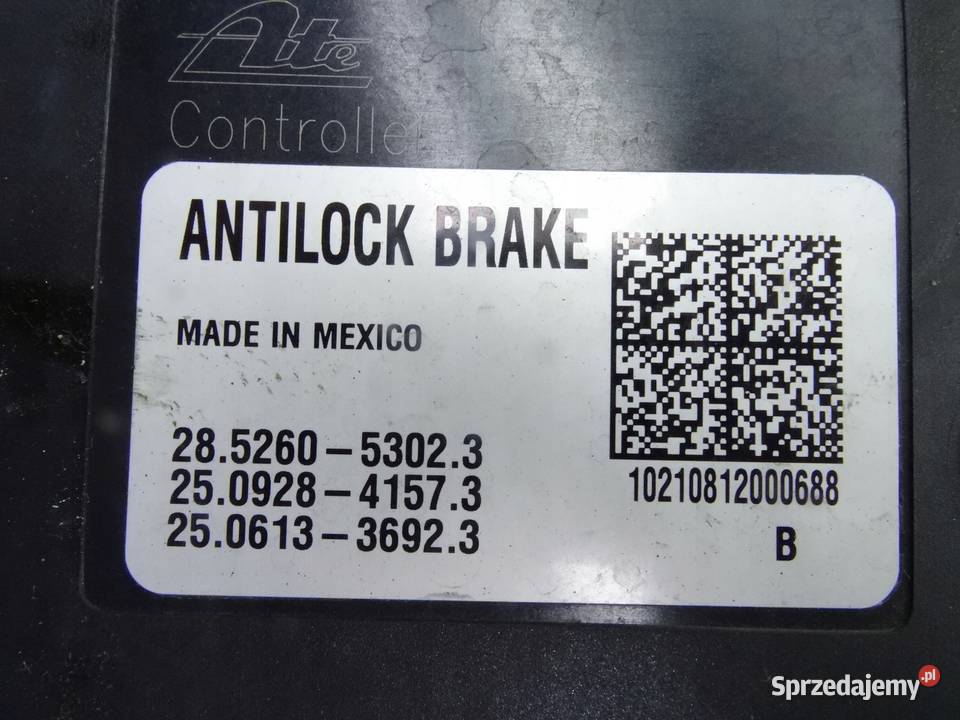 Ate
Controller
ANTILOCK BRAKE
MADE IN MEXICO
28.5260-5302.3
25.0928-4157.3
25.0613-3692.3
10210812000688
B
Sprzedajemy.pl